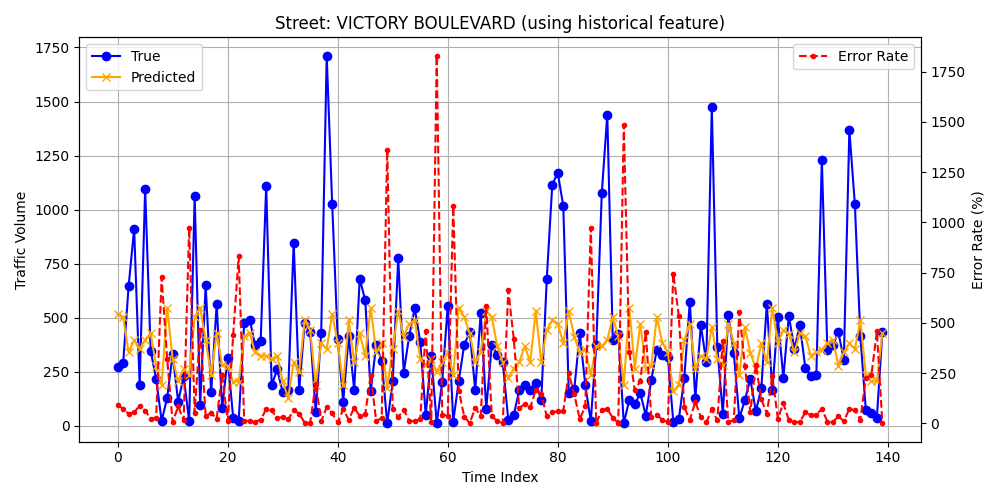 Street: VICTORY BOULEVARD (using historical feature)
True
Predicted
Error Rate
1750
1500
1250
1000
750
500
250
0
Traffic Volume
1750
1500
1250
1000
750
500
250
0
Error Rate (%)
0 20 40 60 80 100 120 140
Time Index